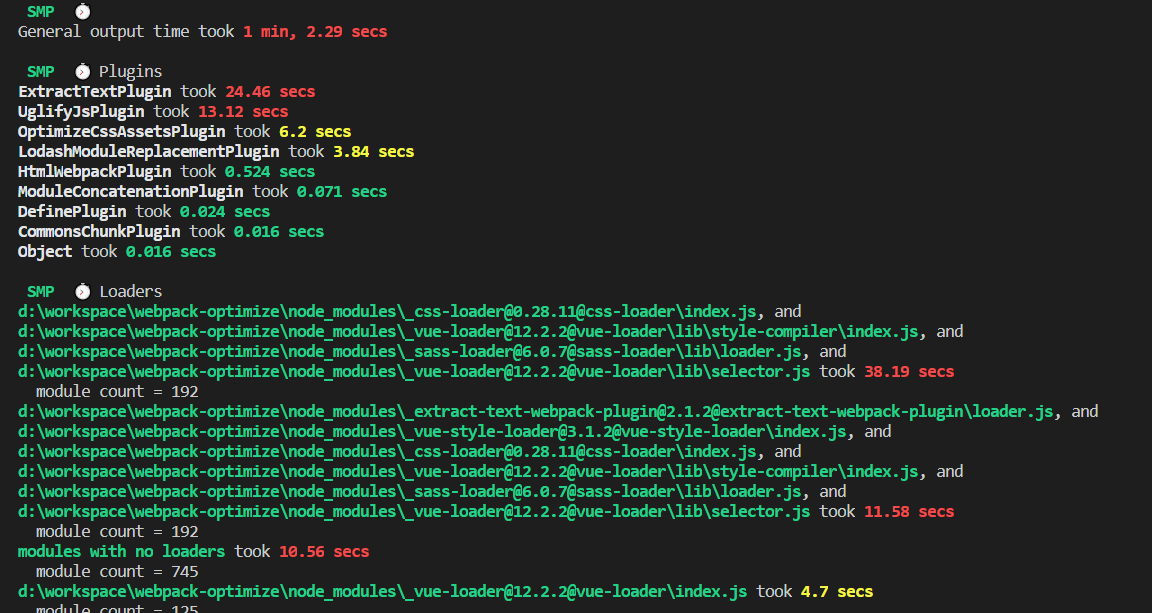 SMP
General output time took 1 min, 2.29 secs
SMP Plugins
ExtractTextPlugin took 24.46 secs
UglifyJsPlugin took 13.12 secs
OptimizeCssAssetsPlugin took 6.2 secs
LodashModuleReplacementPlugin took 3.84 secs
HtmlWebpackPlugin took 0.524 secs
ModuleConcatenationPlugin took 0.071 secs
DefinePlugin took 0.024 secs
CommonsChunkPlugin took 0.016 secs
Object took 0.016 secs
SMP Loaders
d:\workspace\webpack-optimize\node_modules\_css-loader@0.28.11@css-loader\index.js, and
d:\workspace\webpack-optimize\node_modules\_vue-loader@12.2.2@vue-loader\lib\style-compiler\index.js, and
d:\workspace\webpack-optimize\node_modules\_sass-loader@6.0.7@sass-loader\lib\loader.js, and
d:\workspace\webpack-optimize\node_modules\_vue-loader@12.2.2@vue-loader\lib\selector.js took 38.19 secs
module count = 192
d:\workspace\webpack-optimize\node_modules\_extract-text-webpack-plugin@2.1.2@extract-text-webpack-plugin\loader.js, and
d:\workspace\webpack-optimize\node_modules\_vue-style-loader@3.1.2@vue-style-loader\index.js, and
d:\workspace\webpack-optimize\node_modules\_css-loader@0.28.11@css-loader\index.js, and
d:\workspace\webpack-optimize\node_modules\_vue-loader@12.2.2@vue-loader\lib\style-compiler\index.js, and
d:\workspace\webpack-optimize\node_modules\_sass-loader@6.0.7@sass-loader\lib\loader.js, and
d:\workspace\webpack-optimize\node_modules\_vue-loader@12.2.2@vue-loader\lib\selector.js took 11.58 secs
module count = 192
modules with no loaders took 10.56 secs
module count = 745
d:\workspace\webpack-optimize\node_modules\_vue-loader@12.2.2@vue-loader\index.js took 4.7 secs
module count = 125